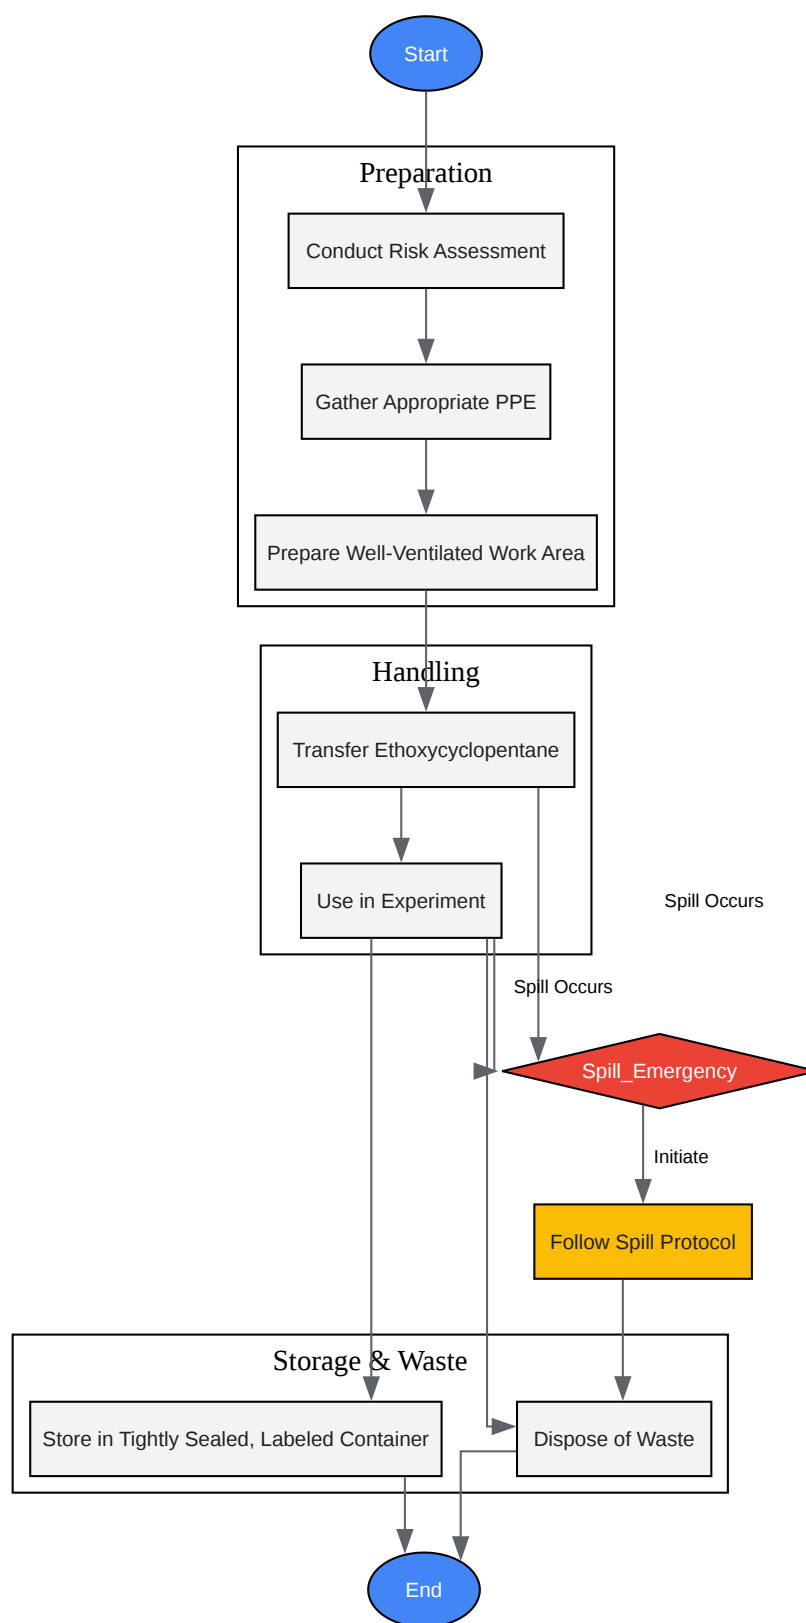 Start
Preparation
Conduct Risk Assessment
Gather Appropriate PPE
Prepare Well-Ventilated Work Area
Handling
Transfer Ethoxycyclopentane
Use in Experiment
Spill Occurs
Spill Occurs
Spill_Emergency
Initiate
Follow Spill Protocol
Storage & Waste
Store in Tightly Sealed, Labeled Container
Dispose of Waste
End